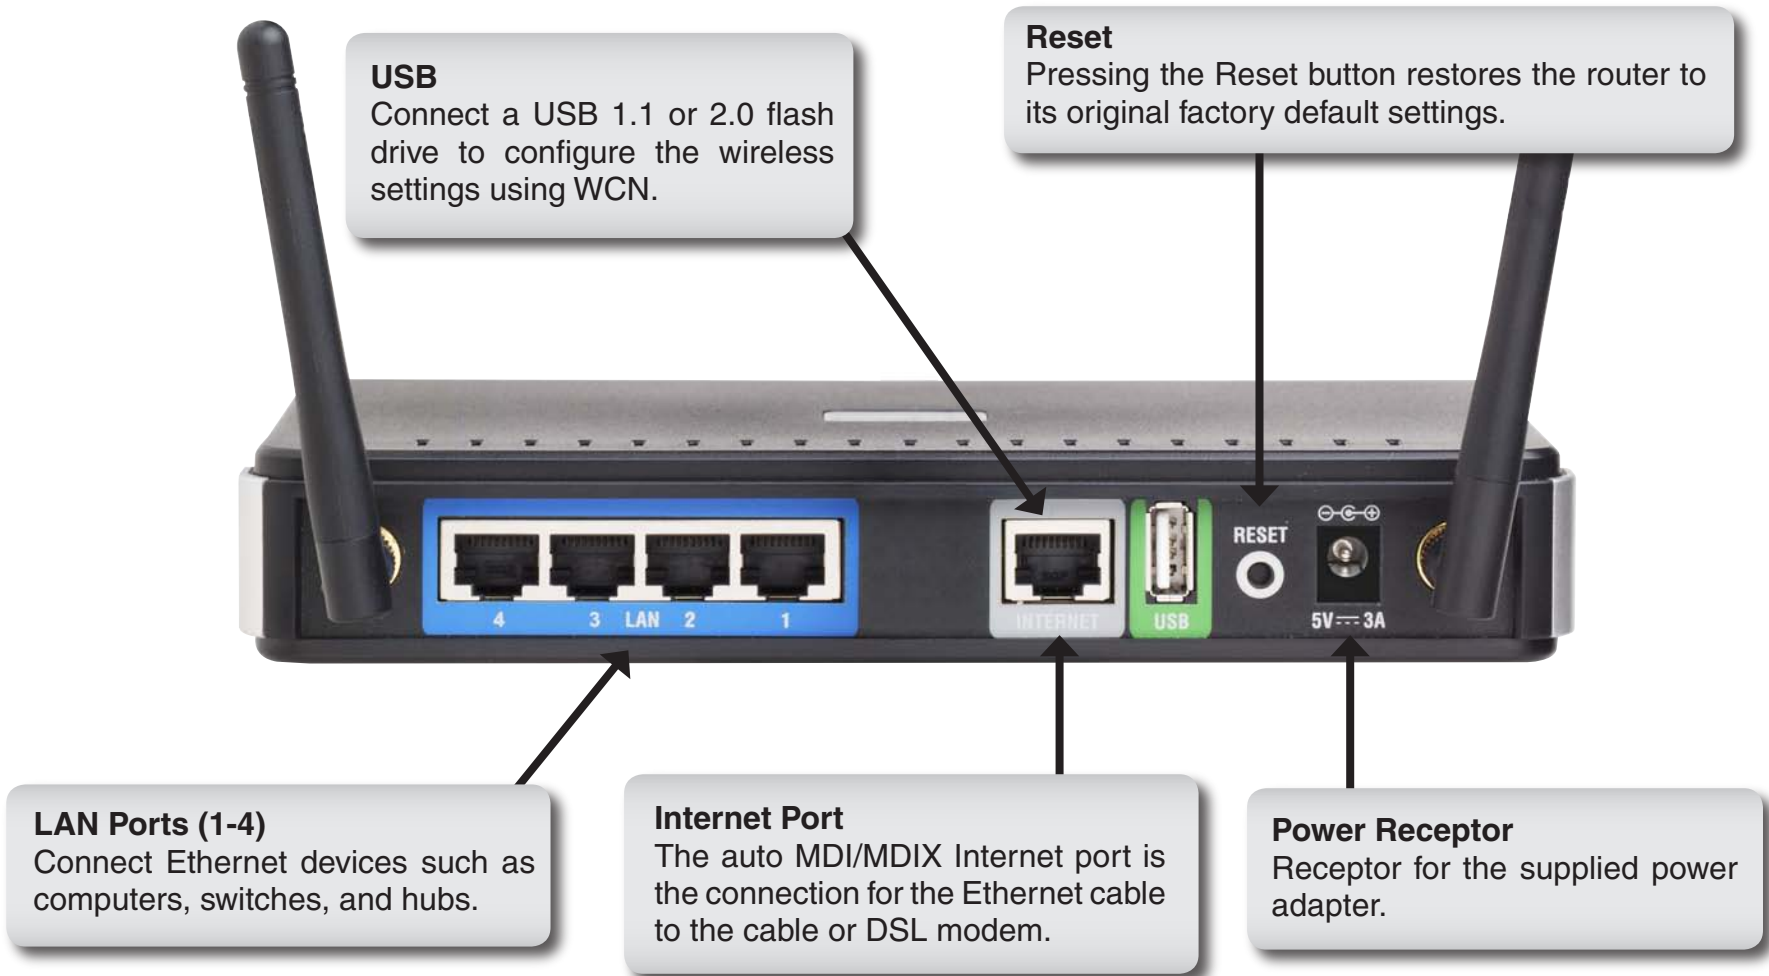 USB
Connect a USB 1.1 or 2.0 flash
drive to configure the wireless
settings using WCN.
Reset
Pressing the Reset button restores the router to
its original factory default settings.
RESET
4 3 LAN 2 1
INTERNET
USB
5V 3A
LAN Ports (1-4)
Connect Ethernet devices such as
computers, switches, and hubs.
Internet Port
The auto MDI/MDIX Internet port is
the connection for the Ethernet cable
to the cable or DSL modem.
Power Receptor
Receptor for the supplied power
adapter.